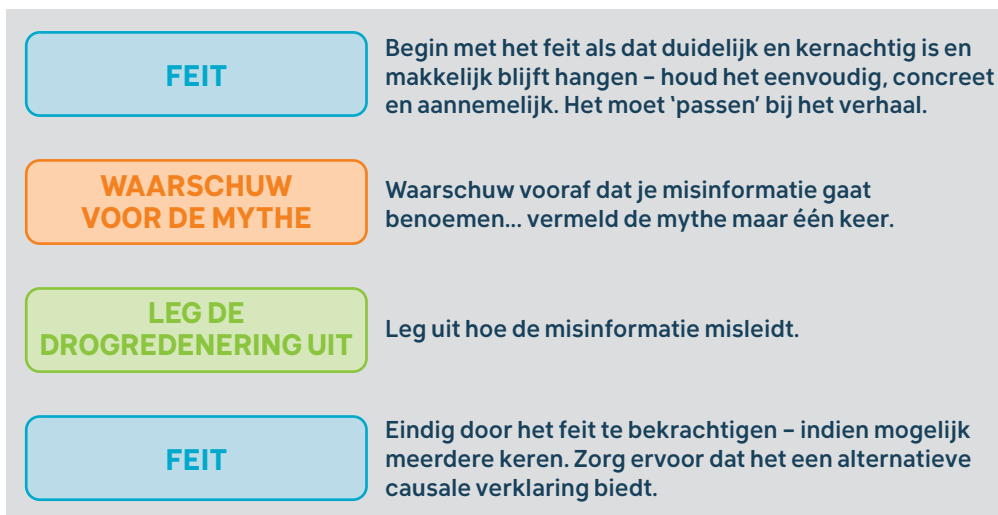 FEIT
Begin met het feit als dat duidelijk en kernachtig is en
makkelijk blijft hangen – houd het eenvoudig, concreet
en aannemelijk. Het moet ‘passen’ bij het verhaal.
WAARSCHUW
VOOR DE MYTHE
Waarschuw vooraf dat je misinformatie gaat
benoemen... vermeld de mythe maar één keer.
LEG DE
DROGREDENERING UIT
Leg uit hoe de misinformatie misleidt.
FEIT
Eindig door het feit te bekrachtigen – indien mogelijk
meerdere keren. Zorg ervoor dat het een alternatieve
causale verklaring biedt.